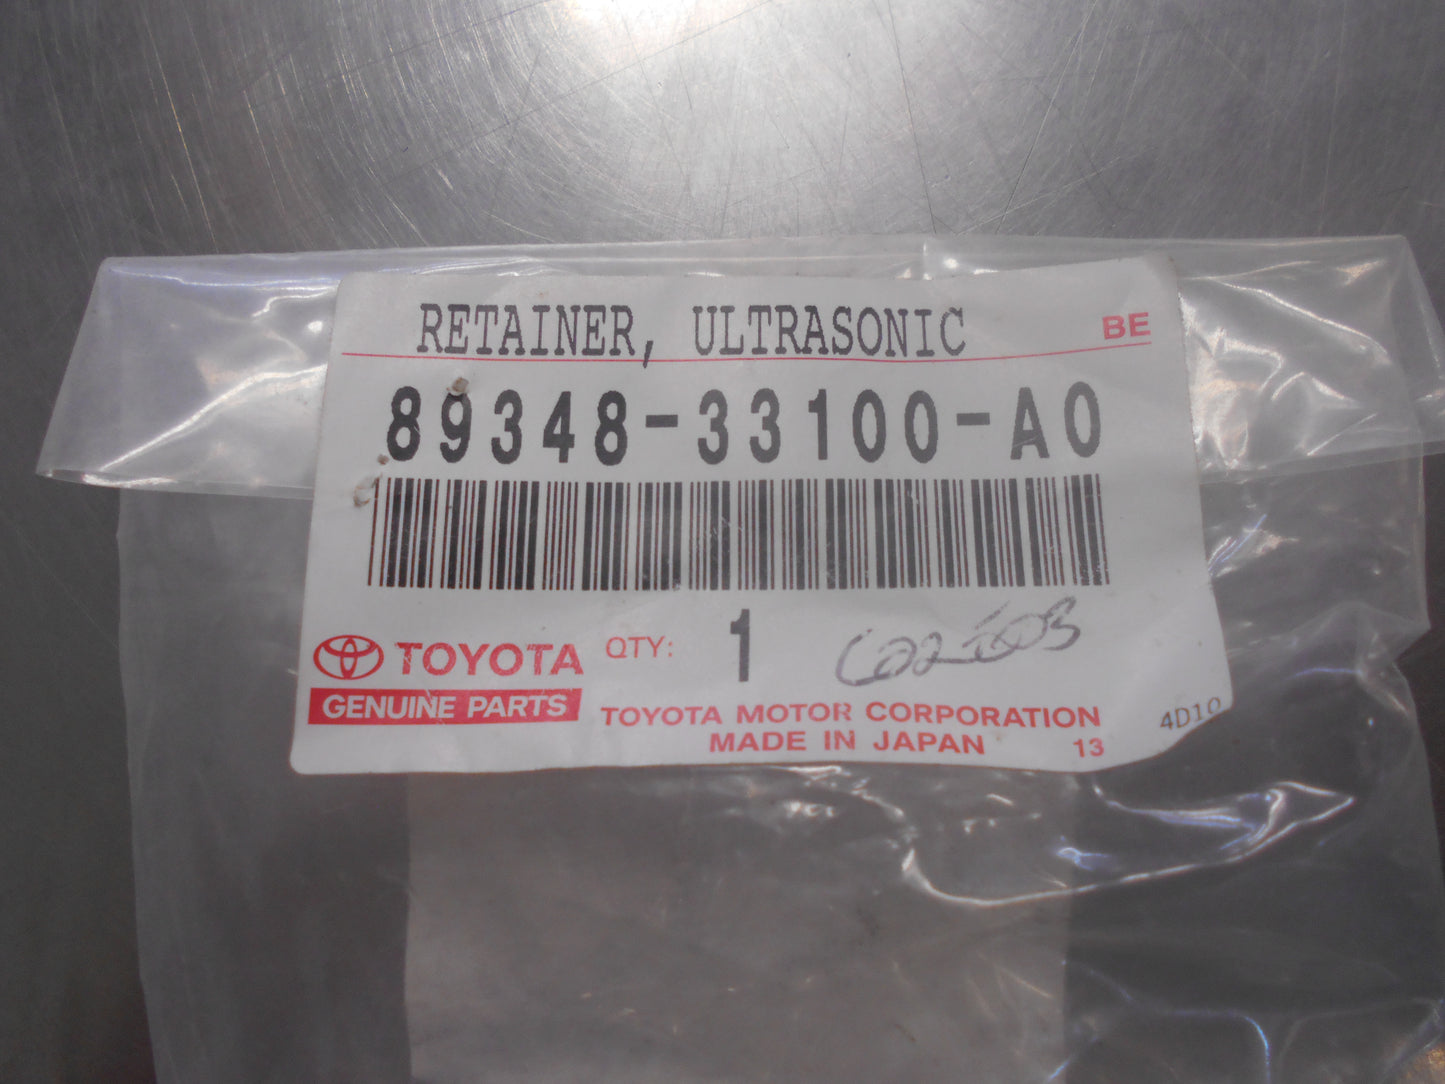 RETAINER, ULTRASONIC BE
89348-33100-A0
TOYOTA QTY: 1
GENUINE PARTS
TOYOTA MOTOR CORPORATION 4D10
MADE IN JAPAN 13